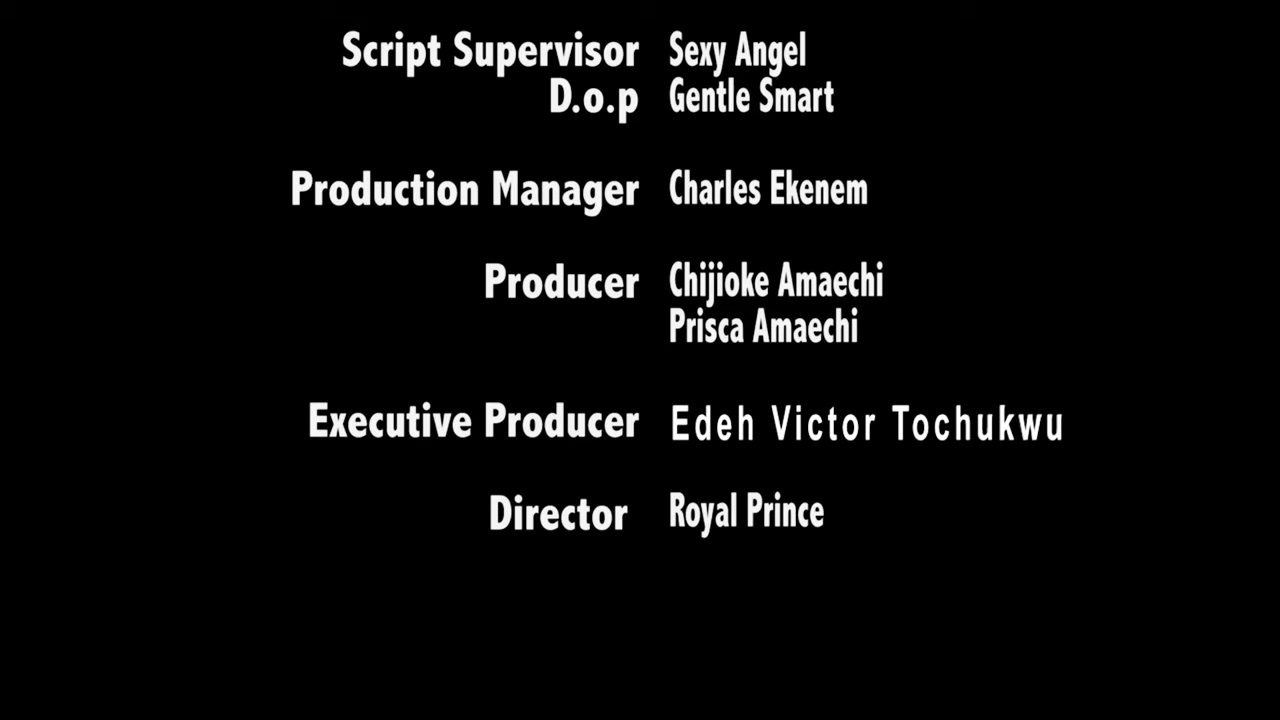 Script Supervisor Sexy Angel
D.o.p Gentle Smart
Production Manager Charles Ekenem
Producer Chijioke Amaechi
Prisca Amaechi
Executive Producer Edeh Victor Tochukwu
Director Royal Prince